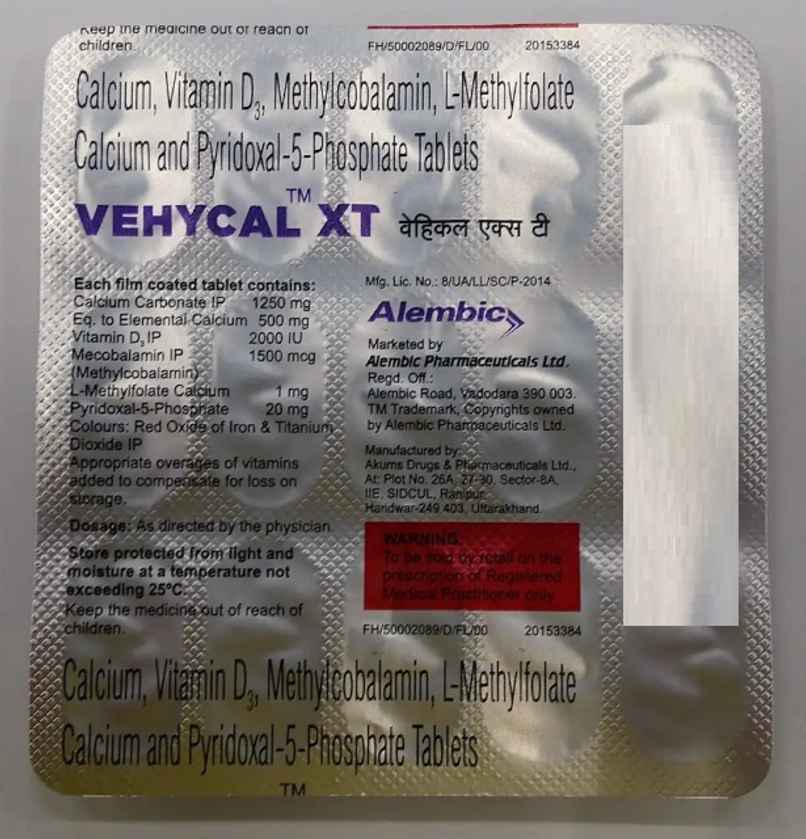 Keep the medicine out of reach of
children.
FH/50002089/D/FL/00 20153384
Calcium, Vitamin D3, Methylcobalamin, L-Methylfolate
Calcium and Pyridoxal-5-Phosphate Tablets
VEHYCAL™ XT वेहिकल एक्स टी
Each film coated tablet contains:
Calcium Carbonate IP 1250 mg
Eq. to Elemental Calcium 500 mg
Vitamin D3 IP 2000 IU
Mecobalamin IP 1500 mcg
(Methylcobalamin)
L-Methylfolate Calcium 1 mg
Pyridoxal-5-Phosphate 20 mg
Colours: Red Oxide of Iron & Titanium
Dioxide IP
Appropriate overages of vitamins
added to compensate for loss on
storage.
Dosage: As directed by the physician.
Store protected from light and
moisture at a temperature not
exceeding 25°C.
Keep the medicine out of reach of
children.
Mfg. Lic. No.: 8/UA/LL/SC/P-2014
Alembic
Marketed by
Alembic Pharmaceuticals Ltd.
Regd. Off.:
Alembic Road, Vadodara 390 003.
TM Trademark, Copyrights owned
by Alembic Pharmaceuticals Ltd.
Manufactured by:
Akums Drugs & Pharmaceuticals Ltd.,
At: Plot No. 26A, 27-30, Sector-8A,
IIE, SIDCUL, Ranipur,
Haridwar-249 403, Uttarakhand.
WARNING:
To be sold by retail on the
prescription of Registered
Medical Practitioner only.
FH/50002089/D/FL/00 20153384
Calcium, Vitamin D3, Methylcobalamin, L-Methylfolate
Calcium and Pyridoxal-5-Phosphate Tablets
TM